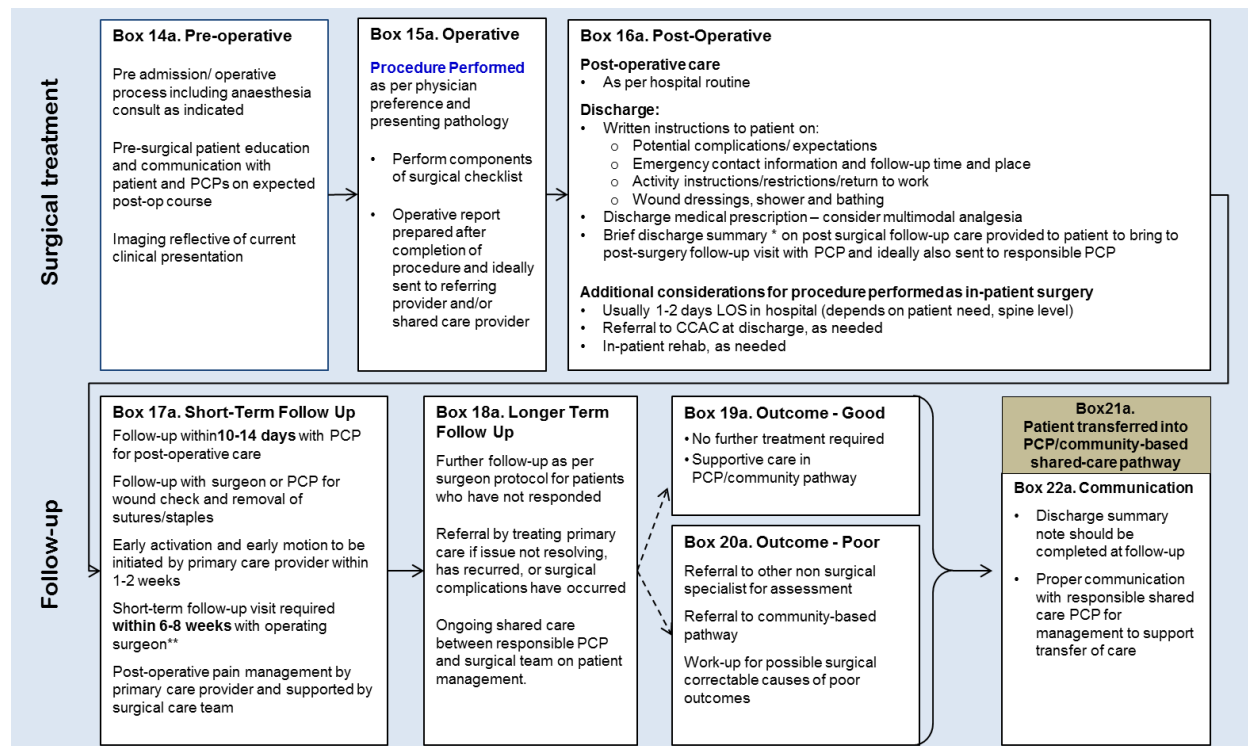 Surgical treatment
Box 14a. Pre-operative
Pre admission/ operative
process including anaesthesia
consult as indicated
Pre-surgical patient education
and communication with
patient and PCPs on expected
post-op course
Imaging reflective of current
clinical presentation
Box 15a. Operative
Procedure Performed
as per physician
preference and
presenting pathology
• Perform components
of surgical checklist
• Operative report
prepared after
completion of
procedure and ideally
sent to referring
provider and/or
shared care provider
Box 16a. Post-Operative
Post-operative care
• As per hospital routine
Discharge:
• Written instructions to patient on:
o Potential complications/ expectations
o Emergency contact information and follow-up time and place
o Activity instructions/restrictions/return to work
o Wound dressings, shower and bathing
• Discharge medical prescription – consider multimodal analgesia
• Brief discharge summary * on post surgical follow-up care provided to patient to bring to
post-surgery follow-up visit with PCP and ideally also sent to responsible PCP
Additional considerations for procedure performed as in-patient surgery
• Usually 1-2 days LOS in hospital (depends on patient need, spine level)
• Referral to CCAC at discharge, as needed
• In-patient rehab, as needed
Follow-up
Box 17a. Short-Term Follow Up
Follow-up within 10-14 days with PCP
for post-operative care
Follow-up with surgeon or PCP for
wound check and removal of
sutures/staples
Early activation and early motion to be
initiated by primary care provider within
1-2 weeks
Short-term follow-up visit required
within 6-8 weeks with operating
surgeon**
Post-operative pain management by
primary care provider and supported by
surgical care team
Box 18a. Longer Term
Follow Up
Further follow-up as per
surgeon protocol for patients
who have not responded
Referral by treating primary
care if issue not resolving,
has recurred, or surgical
complications have occurred
Ongoing shared care
between responsible PCP
and surgical team on patient
management.
Box 19a. Outcome - Good
• No further treatment required
• Supportive care in
PCP/community pathway
Box 20a. Outcome - Poor
Referral to other non surgical
specialist for assessment
Referral to community-based
pathway
Work-up for possible surgical
correctable causes of poor
outcomes
Box21a.
Patient transferred into
PCP/community-based
shared-care pathway
Box 22a. Communication
• Discharge summary
note should be
completed at follow-up
• Proper communication
with responsible shared
care PCP for
management to support
transfer of care